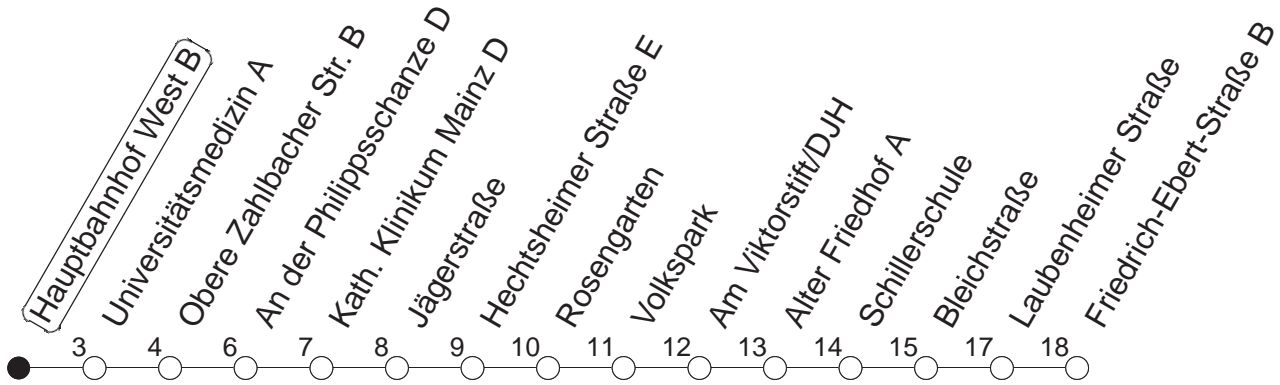 Hauptbahnhof West B
Universitätsmedizin A
Obere Zahlbacher Str. B
An der Philippsschanze D
Kath. Klinikum Mainz D
Jägerstraße
Hechtsheimer Straße E
Rosengarten
Volkspark
Am Viktorstift/DJH
Alter Friedhof A
Schillerschule
Bleichstraße
Laubenheimer Straße
Friedrich-Ebert-Straße B
3 4 6 7 8 9 10 11 12 13 14 15 17 18